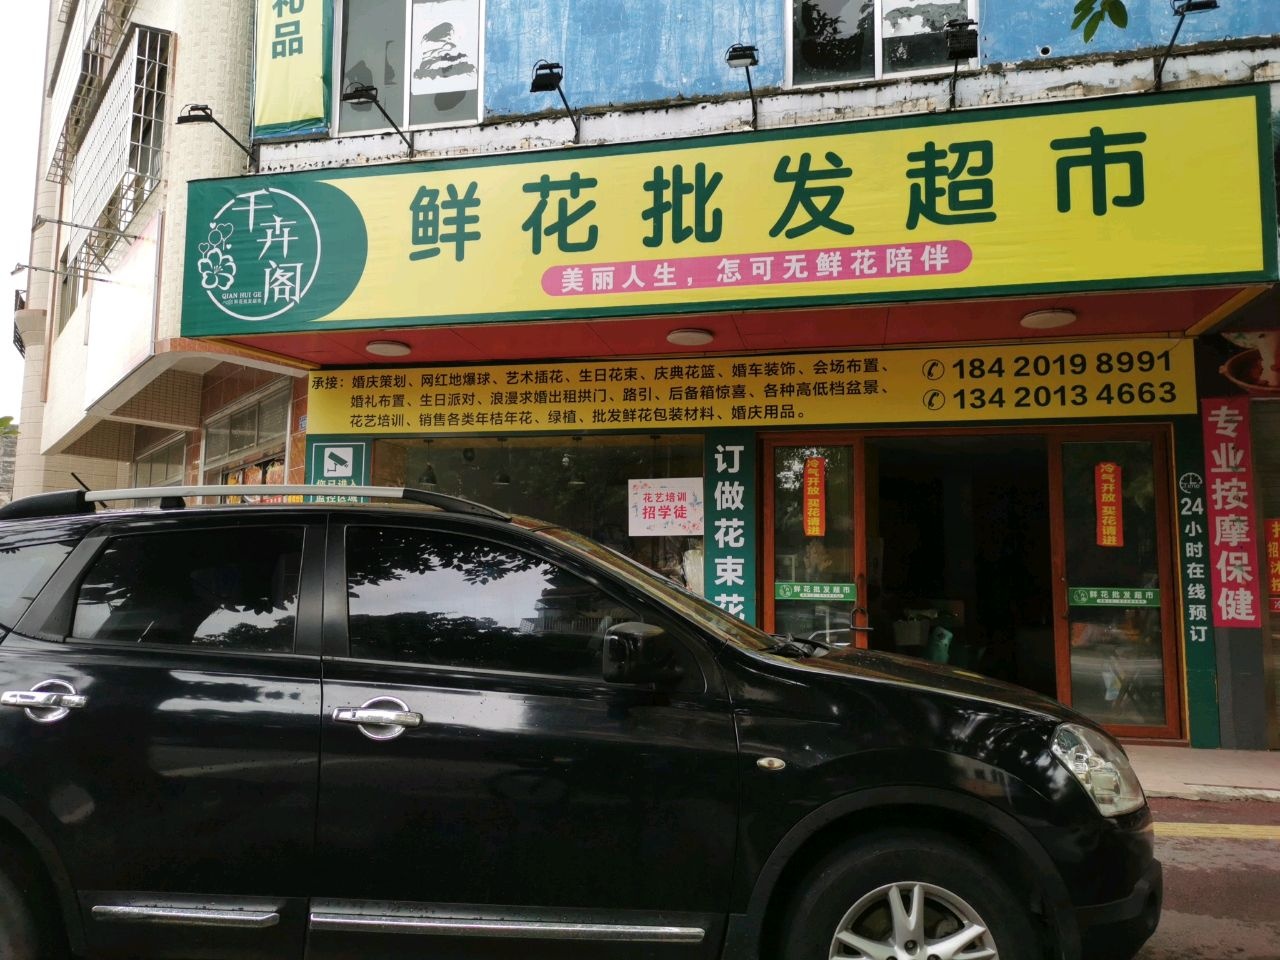 礼品
千卉阁
QIAN HUI GE
鲜花批发超市
美丽人生，怎可无鲜花陪伴
承接：婚庆策划、网红地爆球、艺术插花、生日花束、庆典花篮、婚车装饰、会场布置、
婚礼布置、生日派对、浪漫求婚出租拱门、路引、后备箱惊喜、各种高低档盆景、
花艺培训、销售各类年桔年花、绿植、批发鲜花包装材料、婚庆用品。
184 2019 8991
134 2013 4663
您已进入
监控区域
花艺培训
招学徒
订做花束花
冷气开放 买花请进
鲜花批发超市
冷气开放 买花请进
鲜花批发超市
24小时在线预订
专业按摩保健